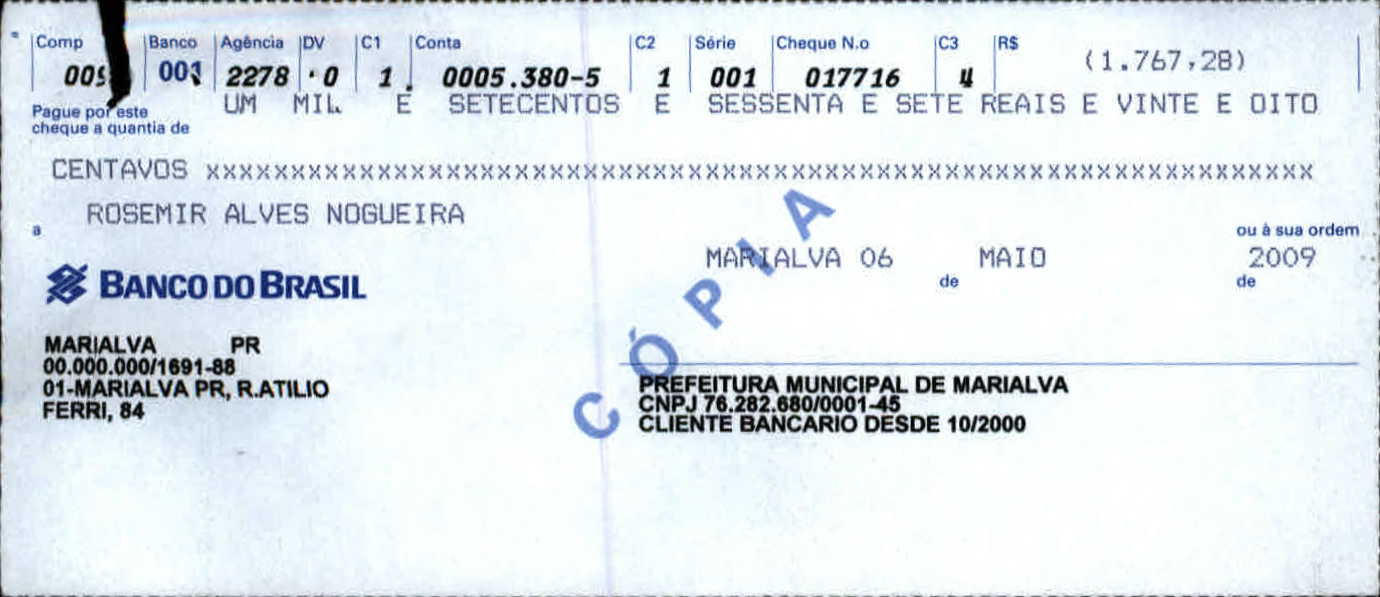 Comp Banco Agência DV C1 Conta C2 Série Cheque N.o C3 R$ (1.767,28)
001 2278 0 1 0005.380-5 1 001 017716 4
Pague por este UM MIL E SETECENTOS E SESSENTA E SETE REAIS E VINTE E OITO
cheque a quantia de
CENTAVOS xxxxxxxxxxxxxxxxxxxxxxxxxxxxxxxxxxxxxxxxxxxxxxxxxxxxxxxxxxxxxxxxx
a ROSEMIR ALVES NOGUEIRA
ou à sua ordem
MARIALVA 06 de MAIO de 2009
BANCO DO BRASIL
MARIALVA PR
00.000.000/1691-88
01-MARIALVA PR, R.ATILIO
FERRI, 84
PREFEITURA MUNICIPAL DE MARIALVA
CNPJ 76.282.680/0001-45
CLIENTE BANCARIO DESDE 10/2000
CÓPIA